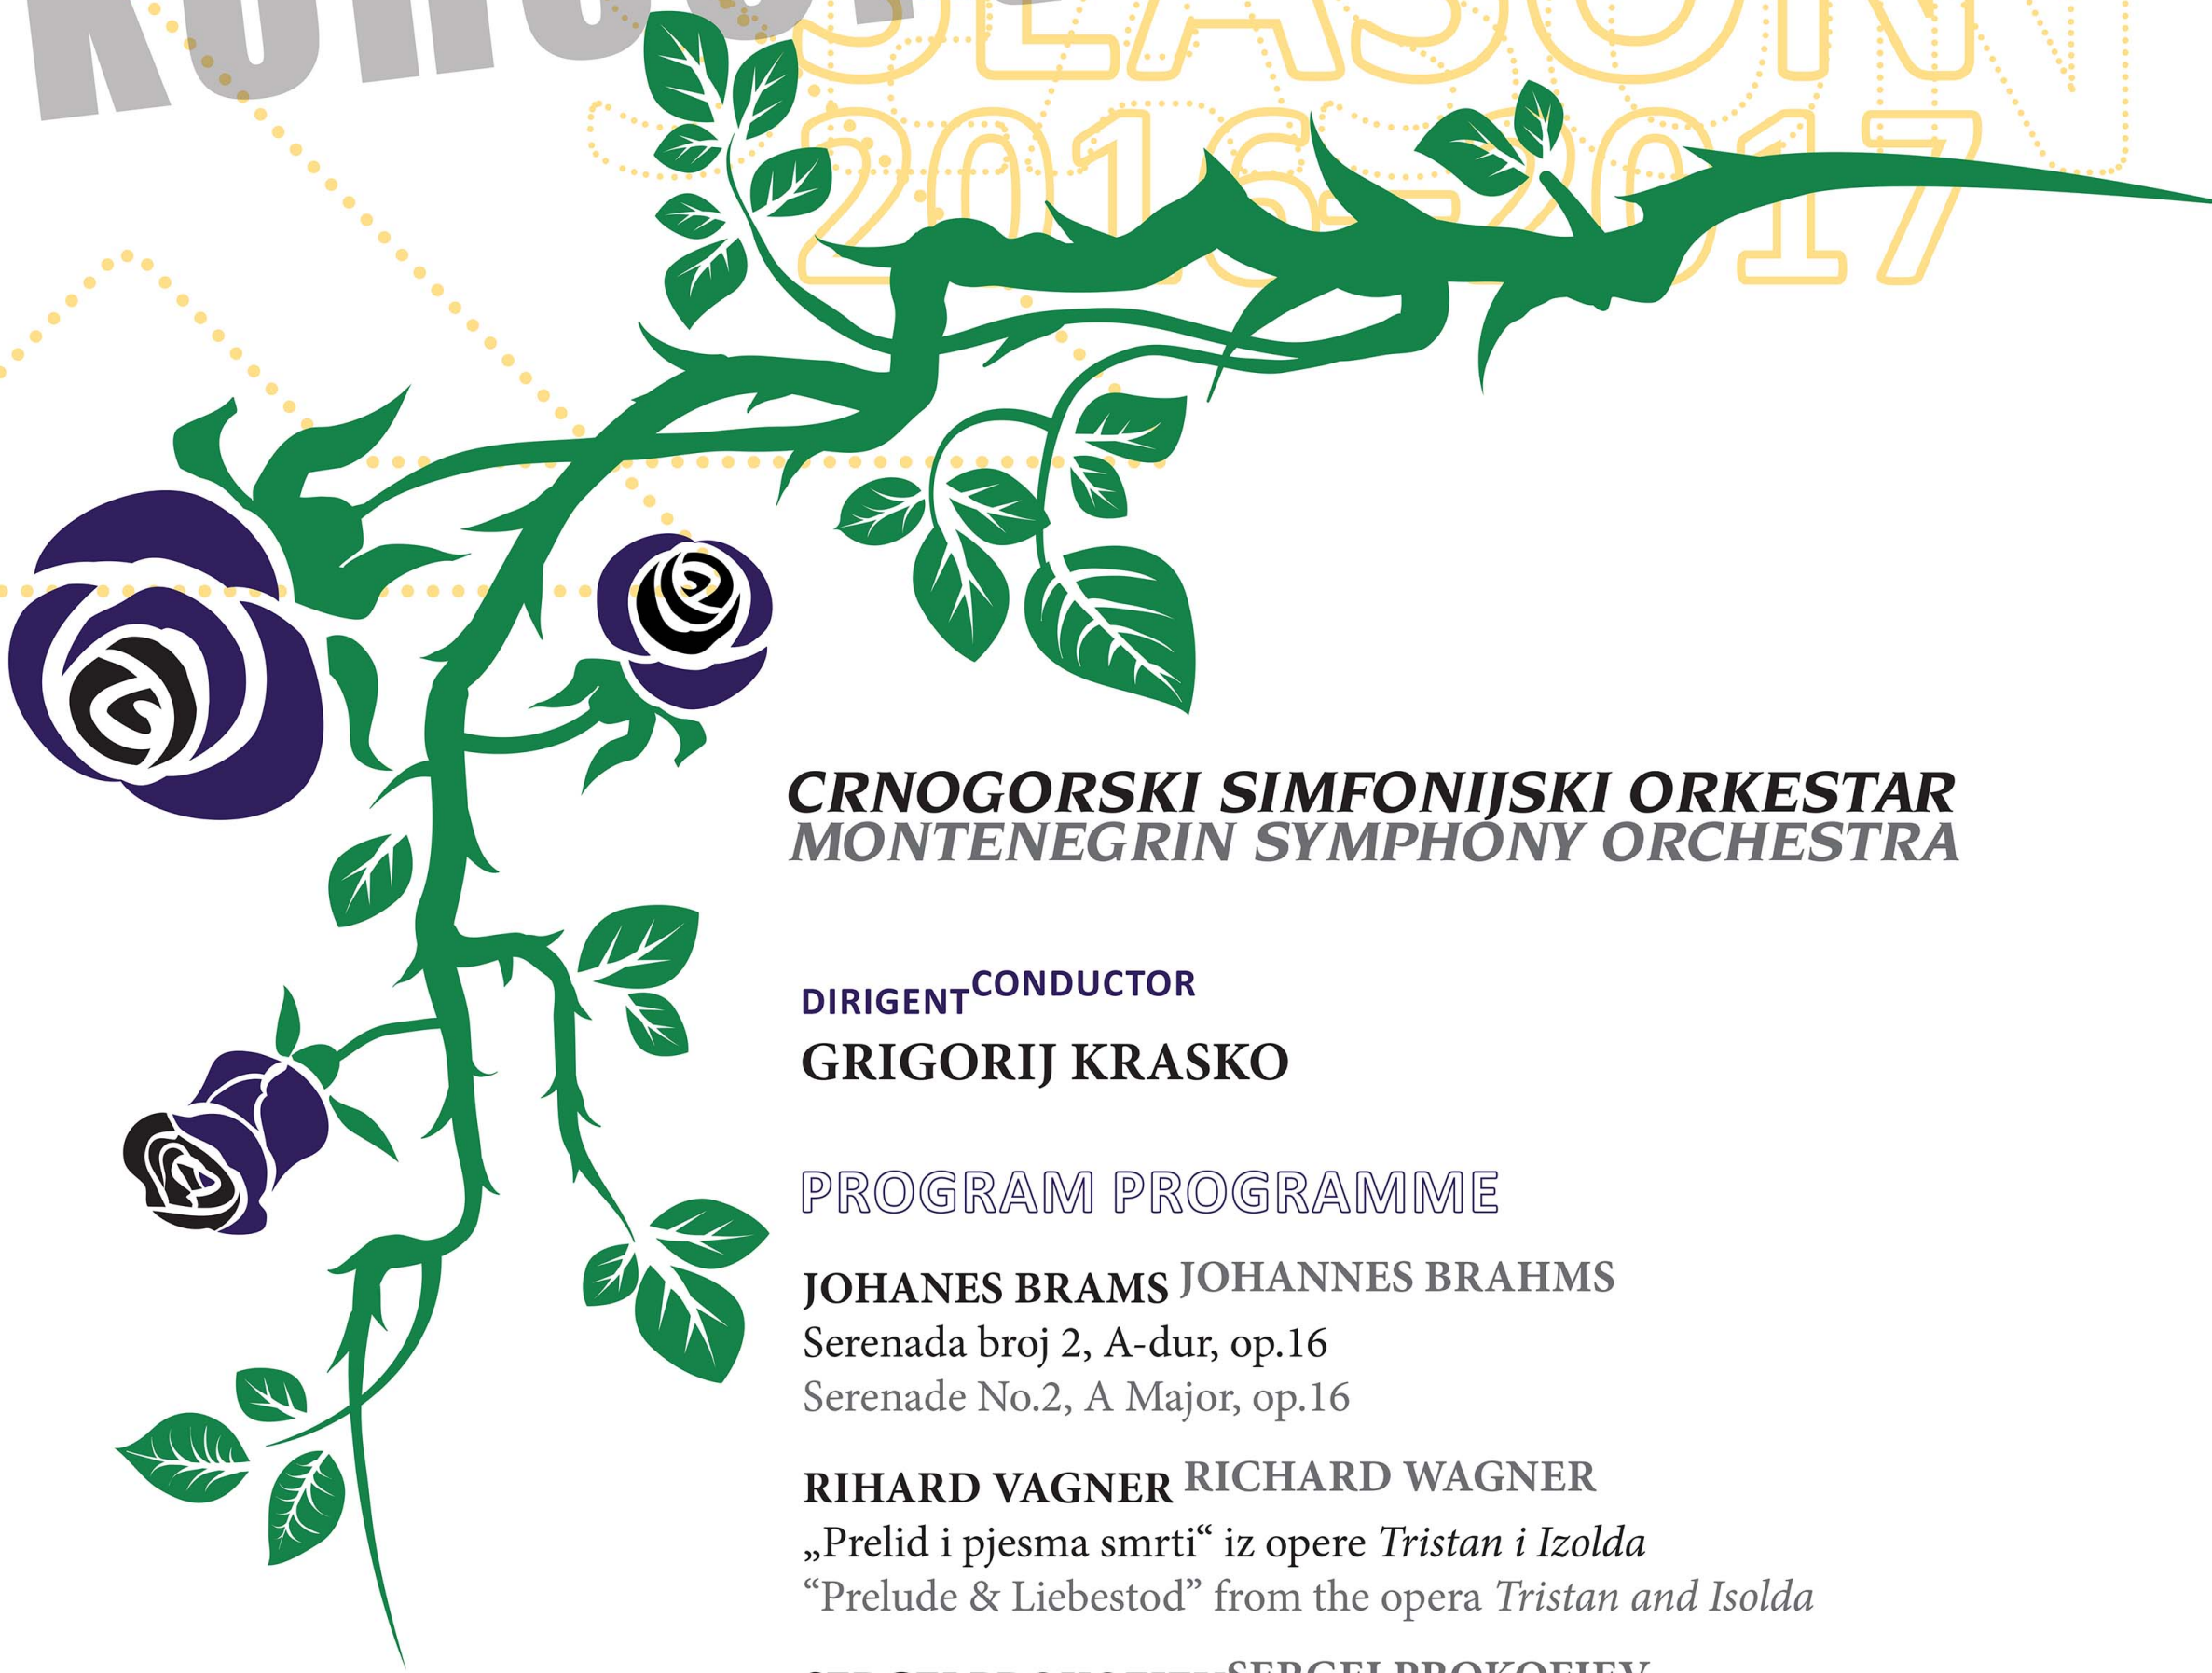 SEASON
2016-2017
CRNOGORSKI SIMFONIJSKI ORKESTAR
MONTENEGRIN SYMPHONY ORCHESTRA
DIRIGENT CONDUCTOR
GRIGORIJ KRASKO
PROGRAM PROGRAMME
JOHANES BRAMS JOHANNES BRAHMS
Serenada broj 2, A-dur, op.16
Serenade No.2, A Major, op.16
RIHARD VAGNER RICHARD WAGNER
„Prelid i pjesma smrti“ iz opere Tristan i Izolda
“Prelude & Liebestod” from the opera Tristan and Isolda
SERGEI PROKOFIEV